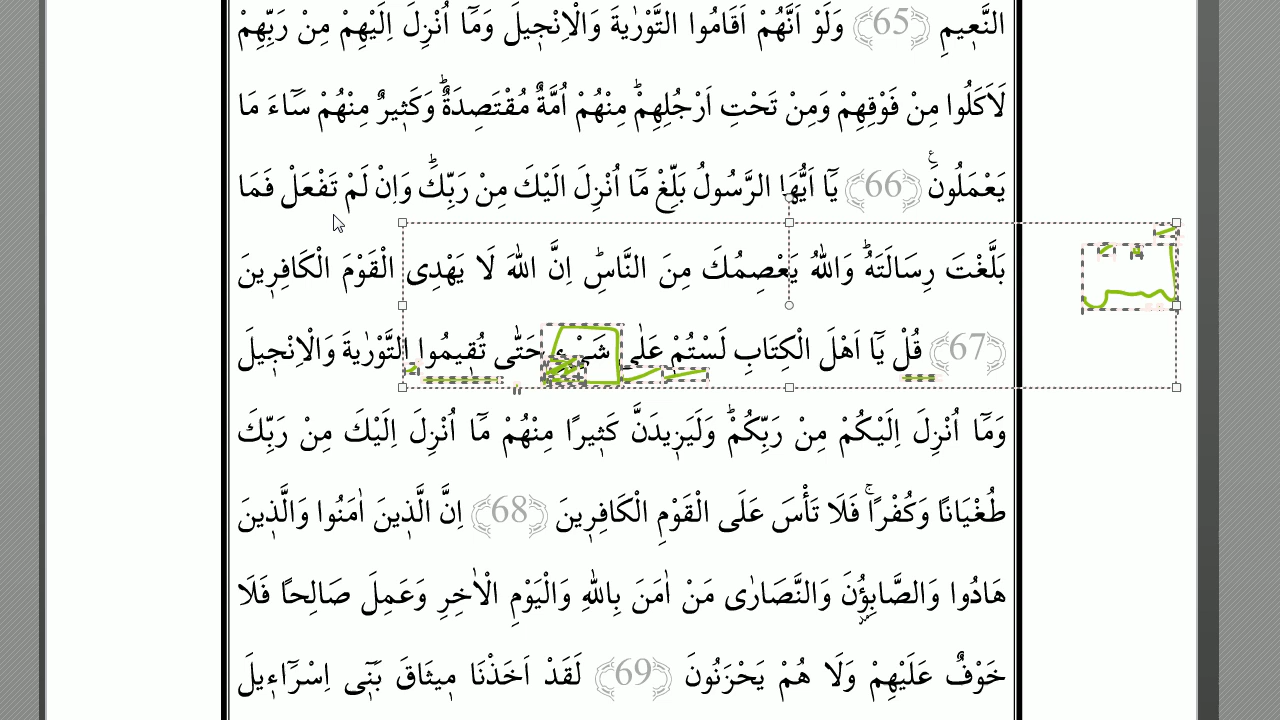 النَّعٖيمِ ﴿65﴾ وَلَوْ اَنَّهُمْ اَقَامُوا التَّوْرٰيةَ وَالْاِنْجٖيلَ وَمَٓا اُنْزِلَ اِلَيْهِمْ مِنْ رَبِّهِمْ
لَاَكَلُوا مِنْ فَوْقِهِمْ وَمِنْ تَحْتِ اَرْجُلِهِمْؕ مِنْهُمْ اُمَّةٌ مُقْتَصِدَةٌؕ وَكَثٖيرٌ مِنْهُمْ سَٓاءَ مَا
يَعْمَلُونَࣖ ﴿66﴾ يَٓا اَيُّهَا الرَّسُولُ بَلِّغْ مَٓا اُنْزِلَ اِلَيْكَ مِنْ رَبِّكَؕ وَاِنْ لَمْ تَفْعَلْ فَمَا
بَلَّغْتَ رِسَالَتَهُؕ وَاللّٰهُ يَعْصِمُكَ مِنَ النَّاسِؕ اِنَّ اللّٰهَ لَا يَهْدِى الْقَوْمَ الْكَافِرٖينَ
﴿67﴾ قُلْ يَٓا اَهْلَ الْكِتَابِ لَسْتُمْ عَلٰى شَیْءٍ حَتّٰى تُقٖيمُوا التَّوْرٰيةَ وَالْاِنْجٖيلَ
وَمَٓا اُنْزِلَ اِلَيْكُمْ مِنْ رَبِّكُمْؕ وَلَيَزٖيدَنَّ كَثٖيرًا مِنْهُمْ مَٓا اُنْزِلَ اِلَيْكَ مِنْ رَبِّكَ
طُغْيَانًا وَكُفْرًاۚ فَلَا تَأْسَ عَلَى الْقَوْمِ الْكَافِرٖينَ ﴿68﴾ اِنَّ الَّذٖينَ اٰمَنُوا وَالَّذٖينَ
هَادُوا وَالصَّابِؤُ۫نَ وَالنَّصَارٰى مَنْ اٰمَنَ بِاللّٰهِ وَالْيَوْمِ الْاٰخِرِ وَعَمِلَ صَالِحًا فَلَا
خَوْفٌ عَلَيْهِمْ وَلَا هُمْ يَحْزَنُونَ ﴿69﴾ لَقَدْ اَخَذْنَا مٖيثَاقَ بَنٖٓى اِسْرَٓاءٖيلَ